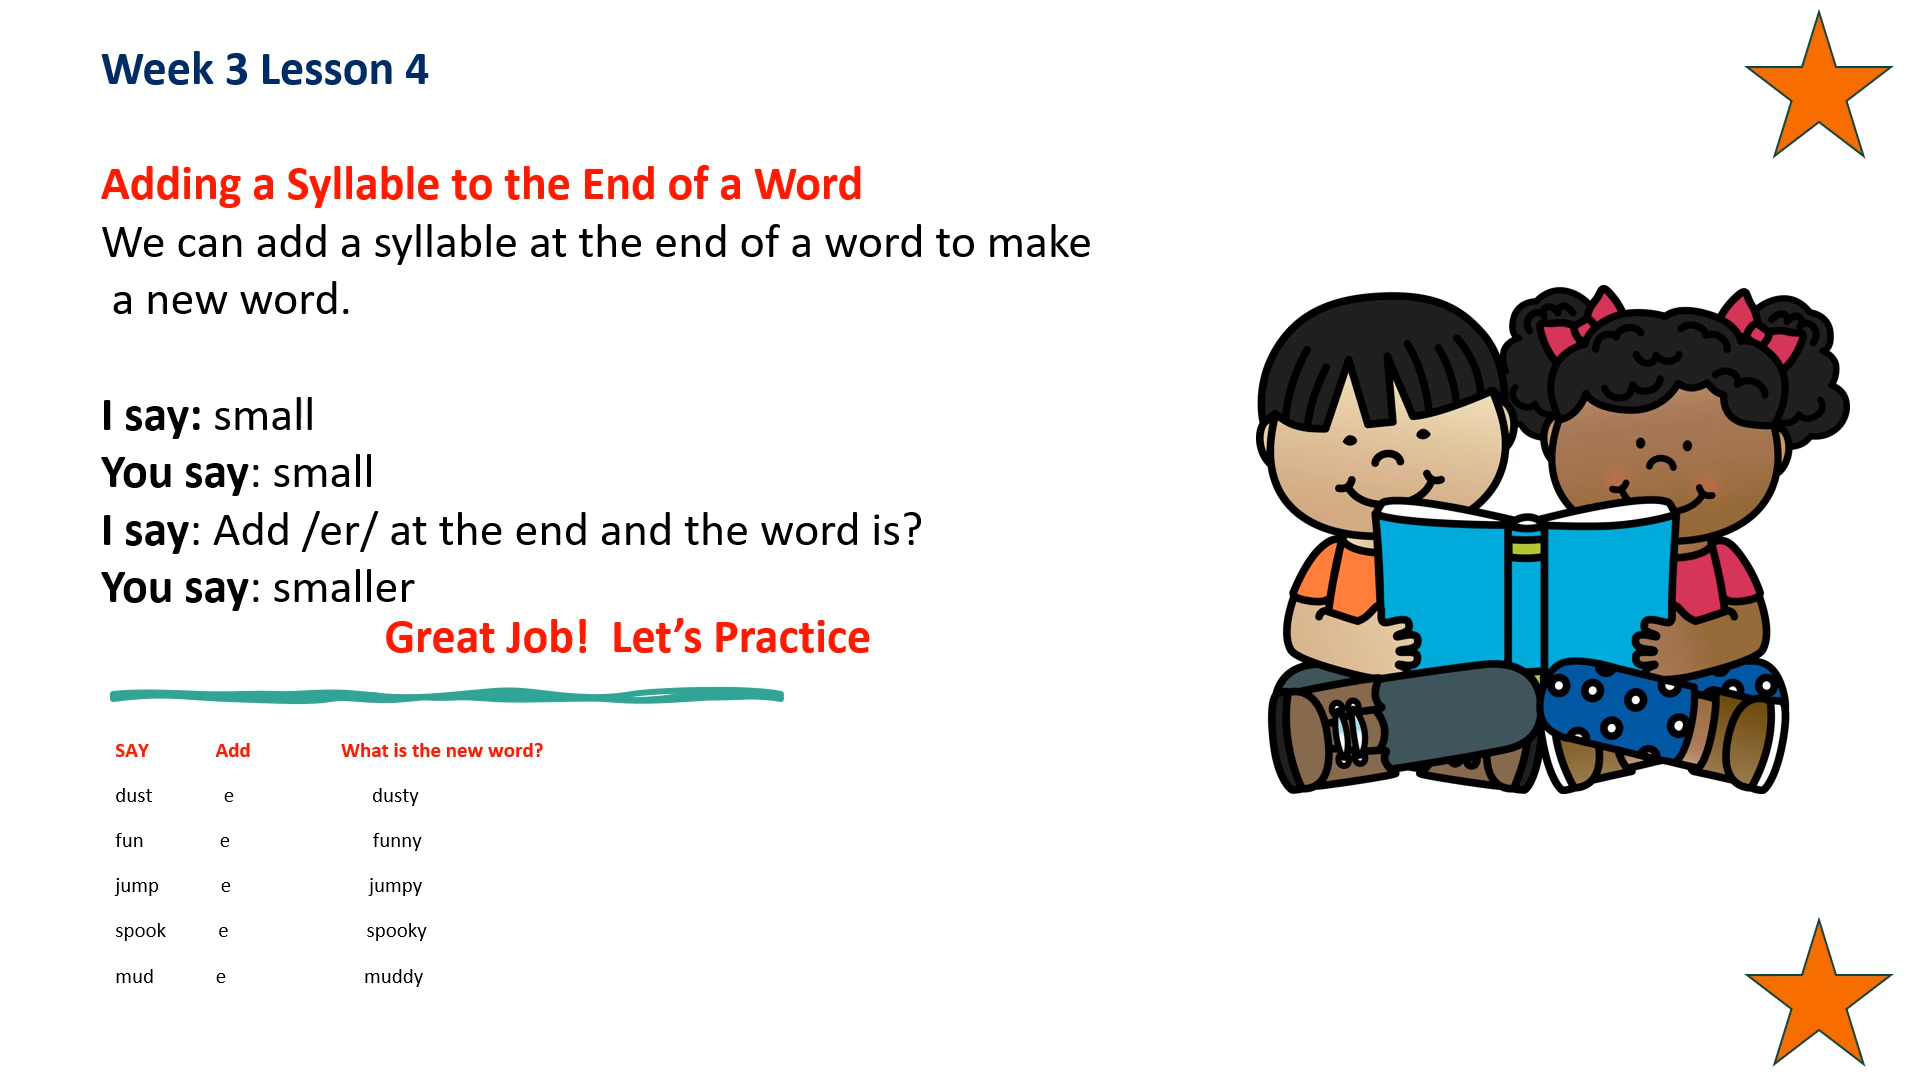 Week 3 Lesson 4
Adding a Syllable to the End of a Word
We can add a syllable at the end of a word to make
a new word.
I say: small
You say: small
I say: Add /er/ at the end and the word is?
You say: smaller
Great Job!  Let’s Practice
SAY Add What is the new word?
dust e dusty
fun e funny
jump e jumpy
spook e spooky
mud e muddy